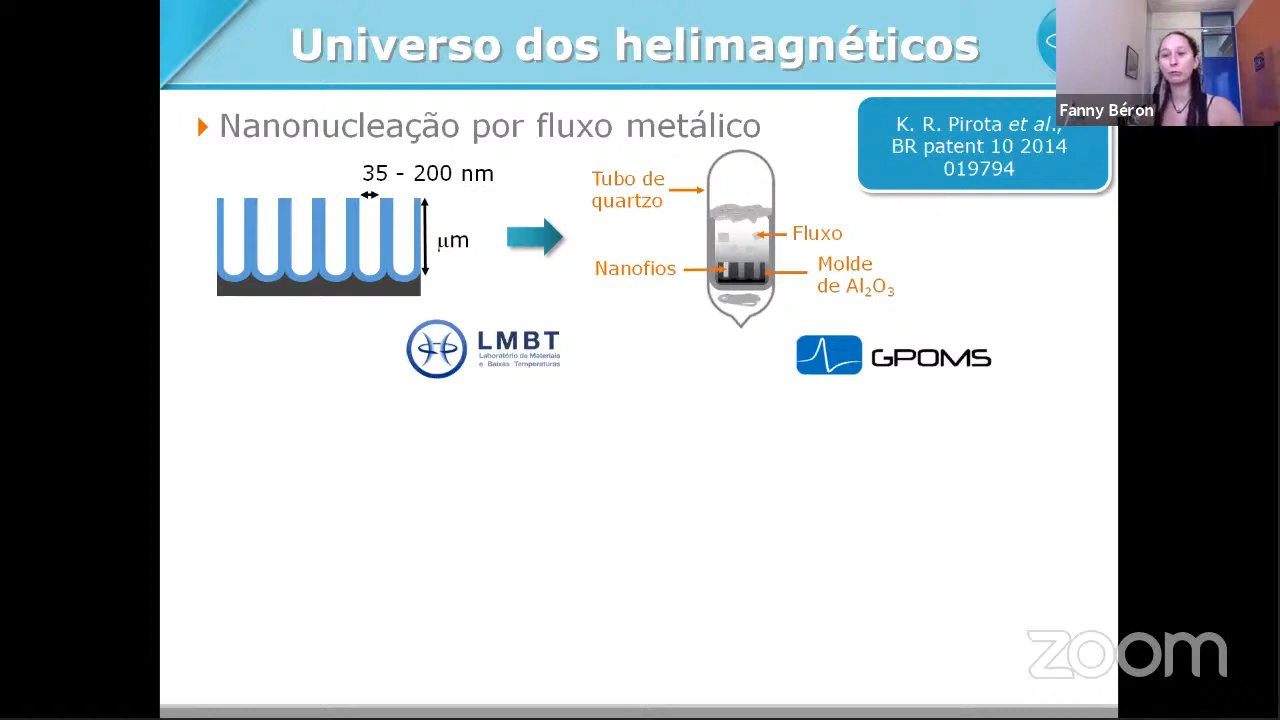 Universo dos helimagnéticos
Fanny Béron
Nanonucleação por fluxo metálico
K. R. Pirota et al.,
BR patent 10 2014
019794
35 - 200 nm
μm
Tubo de
quartzo
Fluxo
Nanofios
Molde
de Al₂O₃
LMBT
Laboratório de Materiais
e Baixas Temperaturas
GPOMS
zoom